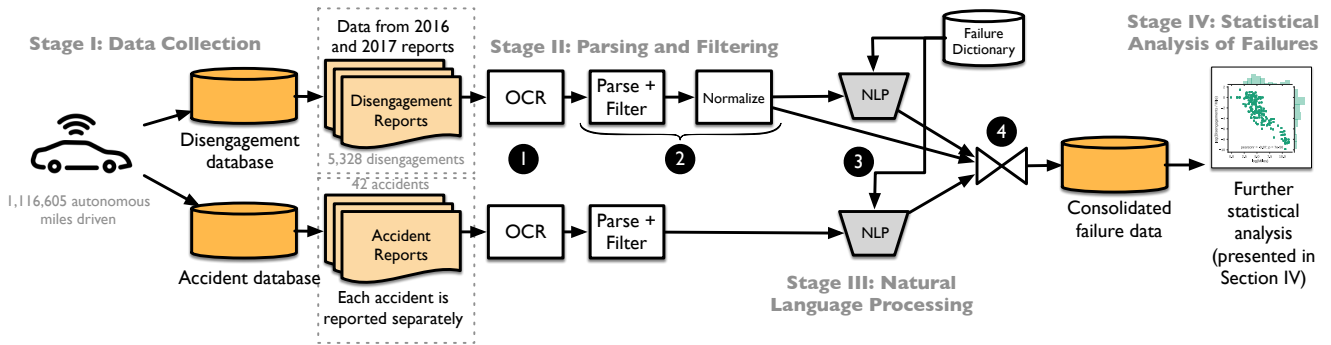 Stage I: Data Collection
Data from 2016
and 2017 reports
Stage II: Parsing and Filtering
Failure
Dictionary
Stage IV: Statistical
Analysis of Failures
Disengagement
database
Disengagement
Reports
5,328 disengagements
OCR
Parse +
Filter
Normalize
NLP
1
2
3
4
1,116,605 autonomous
miles driven
Accident database
42 accidents
Accident
Reports
Each accident is
reported separately
OCR
Parse +
Filter
NLP
Stage III: Natural
Language Processing
Consolidated
failure data
Further
statistical
analysis
(presented in
Section IV)